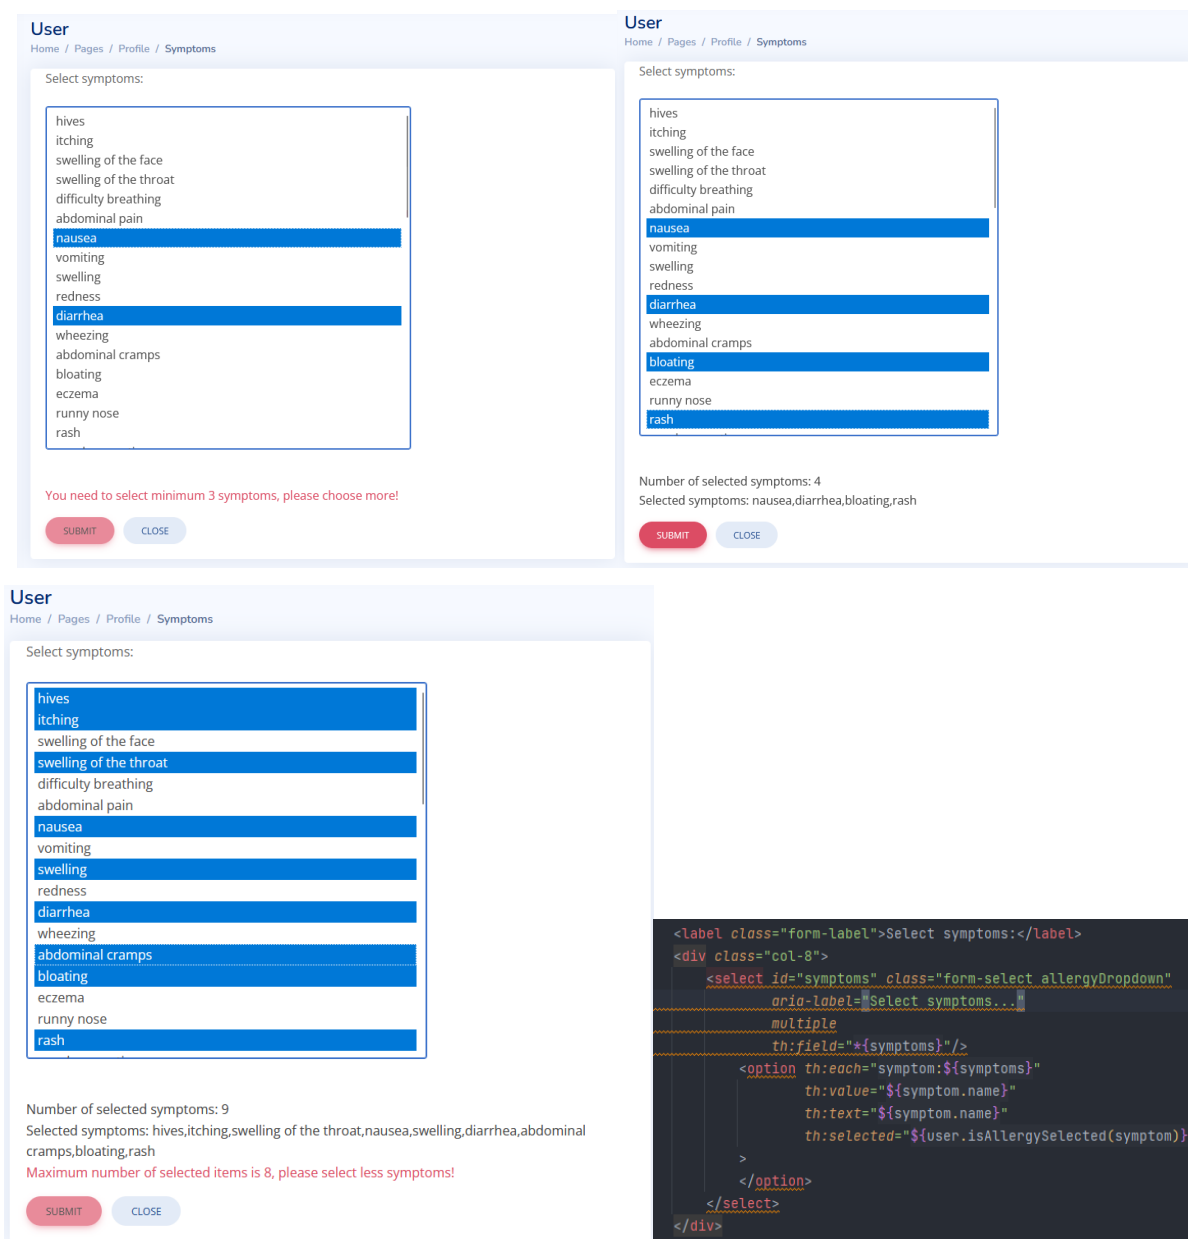 User
Home / Pages / Profile / Symptoms
Select symptoms:
hives
itching
swelling of the face
swelling of the throat
difficulty breathing
abdominal pain
nausea
vomiting
swelling
redness
diarrhea
wheezing
abdominal cramps
bloating
eczema
runny nose
rash
You need to select minimum 3 symptoms, please choose more!
SUBMIT
CLOSE
User
Home / Pages / Profile / Symptoms
Select symptoms:
hives
itching
swelling of the face
swelling of the throat
difficulty breathing
abdominal pain
nausea
vomiting
swelling
redness
diarrhea
wheezing
abdominal cramps
bloating
eczema
runny nose
rash
Number of selected symptoms: 4
Selected symptoms: nausea,diarrhea,bloating,rash
SUBMIT
CLOSE
User
Home / Pages / Profile / Symptoms
Select symptoms:
hives
itching
swelling of the face
swelling of the throat
difficulty breathing
abdominal pain
nausea
vomiting
swelling
redness
diarrhea
wheezing
abdominal cramps
bloating
eczema
runny nose
rash
Number of selected symptoms: 9
Selected symptoms: hives,itching,swelling of the throat,nausea,swelling,diarrhea,abdominal
cramps,bloating,rash
Maximum number of selected items is 8, please select less symptoms!
SUBMIT
CLOSE
<label class="form-label">Select symptoms:</label>
<div class="col-8">
<select id="symptoms" class="form-select allergyDropdown"
aria-label="Select symptoms..."
multiple
th:field="*{symptoms}"/>
<option th:each="symptom:${symptoms}"
th:value="${symptom.name}"
th:text="${symptom.name}"
th:selected="${user.isAllergySelected(symptom)}
>
</option>
</select>
</div>